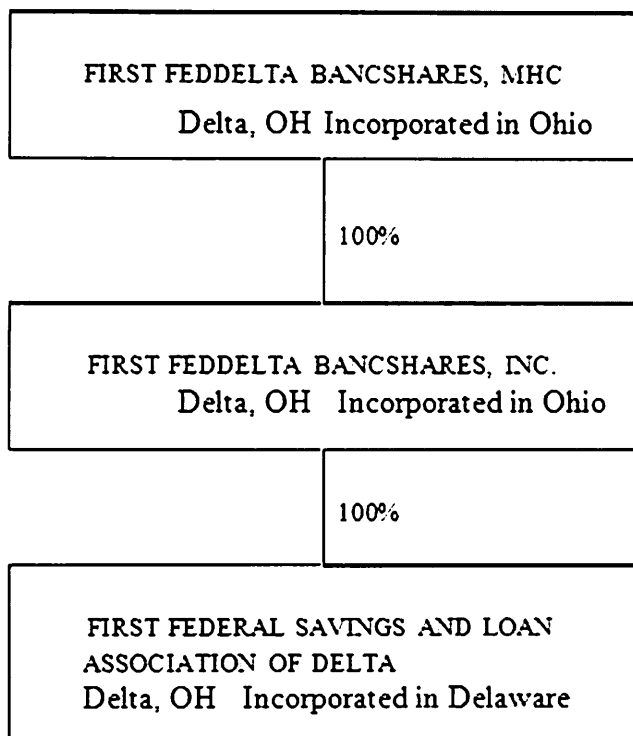 FIRST FEDDELTA BANCSHARES, MHC
Delta, OH Incorporated in Ohio
100%
FIRST FEDDELTA BANCSHARES, INC.
Delta, OH Incorporated in Ohio
100%
FIRST FEDERAL SAVINGS AND LOAN
ASSOCIATION OF DELTA
Delta, OH Incorporated in Delaware